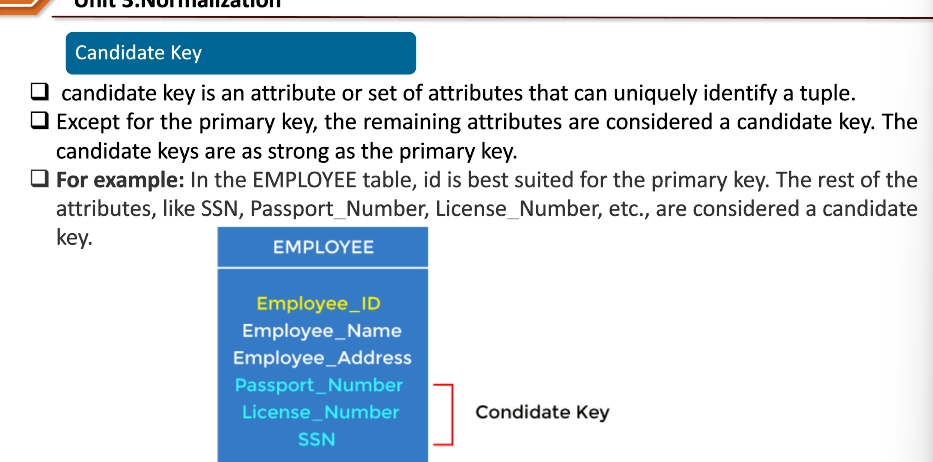 Unit 3.Normalization
Candidate Key
candidate key is an attribute or set of attributes that can uniquely identify a tuple.
Except for the primary key, the remaining attributes are considered a candidate key. The
candidate keys are as strong as the primary key.
For example: In the EMPLOYEE table, id is best suited for the primary key. The rest of the
attributes, like SSN, Passport_Number, License_Number, etc., are considered a candidate
key.
EMPLOYEE
Employee_ID
Employee_Name
Employee_Address
Passport_Number
License_Number
Condidate Key
SSN